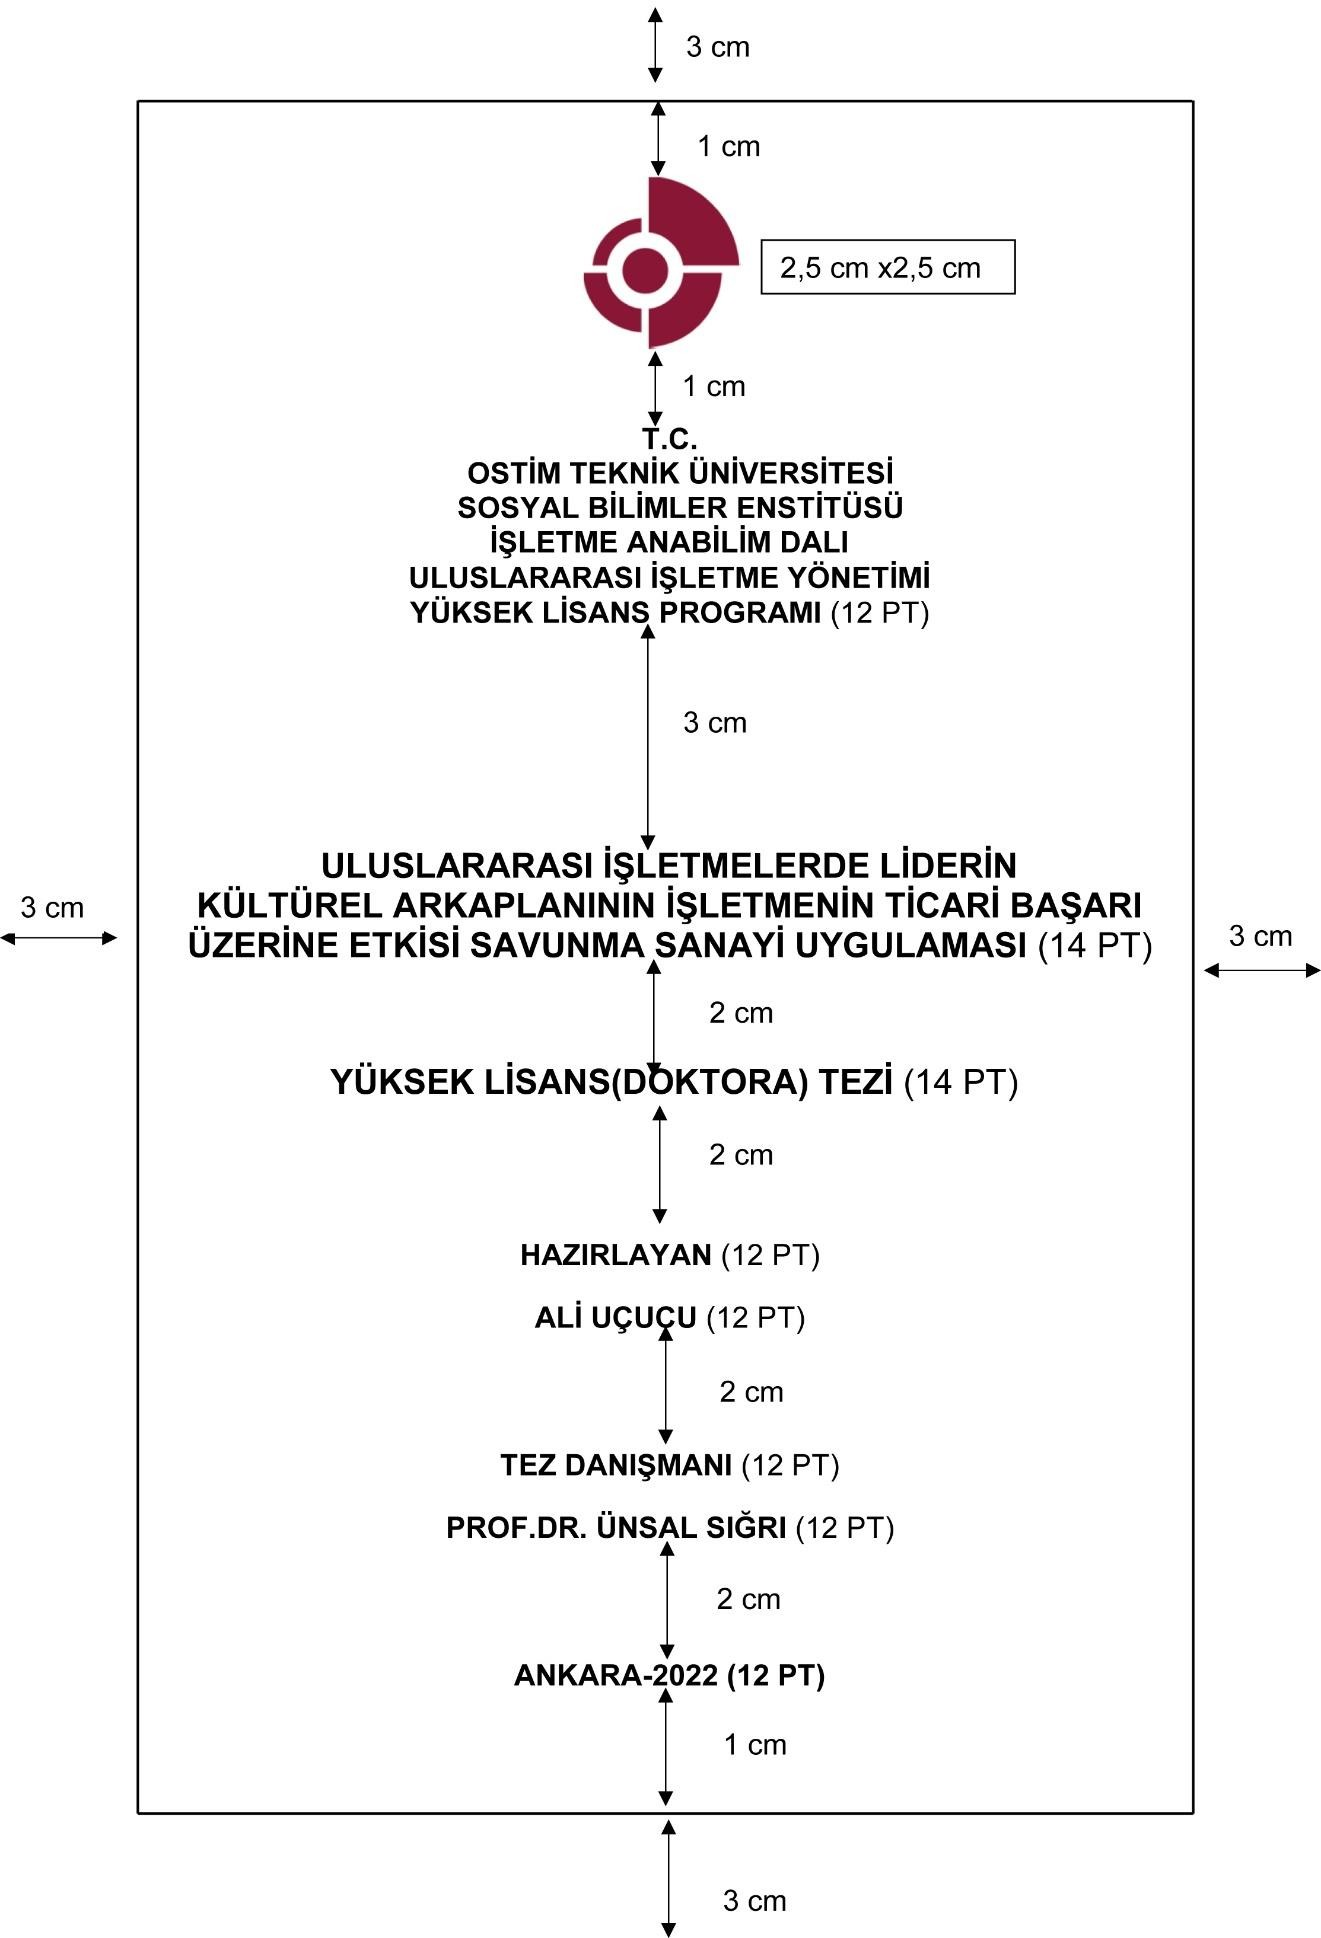 3 cm
1 cm
2,5 cm x2,5 cm
1 cm
T.C.
OSTİM TEKNİK ÜNİVERSİTESİ
SOSYAL BİLİMLER ENSTİTÜSÜ
İŞLETME ANABİLİM DALI
ULUSLARARASI İŞLETME YÖNETİMİ
YÜKSEK LİSANS PROGRAMI (12 PT)
3 cm
ULUSLARARASI İŞLETMELERDE LİDERİN
KÜLTÜREL ARKAPLANININ İŞLETMENİN TİCARİ BAŞARI
ÜZERİNE ETKİSİ SAVUNMA SANAYİ UYGULAMASI (14 PT)
3 cm
3 cm
2 cm
YÜKSEK LİSANS(DOKTORA) TEZİ (14 PT)
2 cm
HAZIRLAYAN (12 PT)
ALİ UÇUCU (12 PT)
2 cm
TEZ DANIŞMANI (12 PT)
PROF.DR. ÜNSAL SIĞRI (12 PT)
2 cm
ANKARA-2022 (12 PT)
1 cm
3 cm